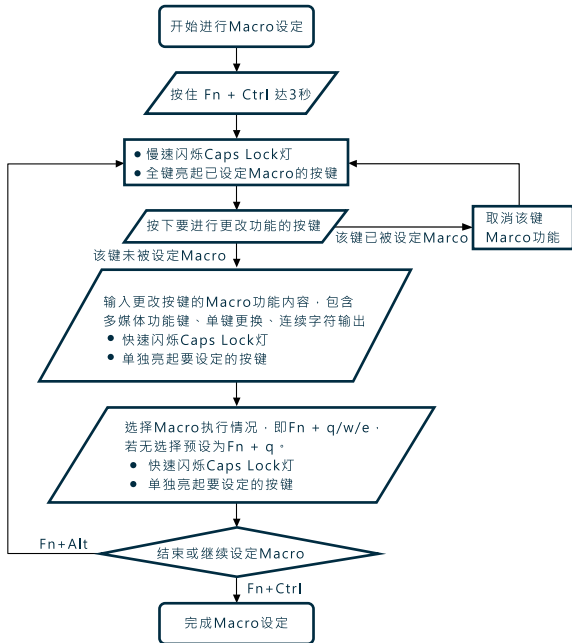 开始进行Macro设定
按住 Fn + Ctrl 达3秒
● 慢速闪烁Caps Lock灯
● 全键亮起已设定Macro的按键
按下要进行更改功能的按键
该键已被设定Marco
取消该键
Marco功能
该键未被设定Macro
输入更改按键的Macro功能内容，包含
多媒体功能键、单键更换、连续字符输出
● 快速闪烁Caps Lock灯
● 单独亮起要设定的按键
选择Macro执行情况，即Fn + q/w/e，
若无选择预设为Fn + q。
● 快速闪烁Caps Lock灯
● 单独亮起要设定的按键
Fn+Alt
结束或继续设定Macro
Fn+Ctrl
完成Macro设定